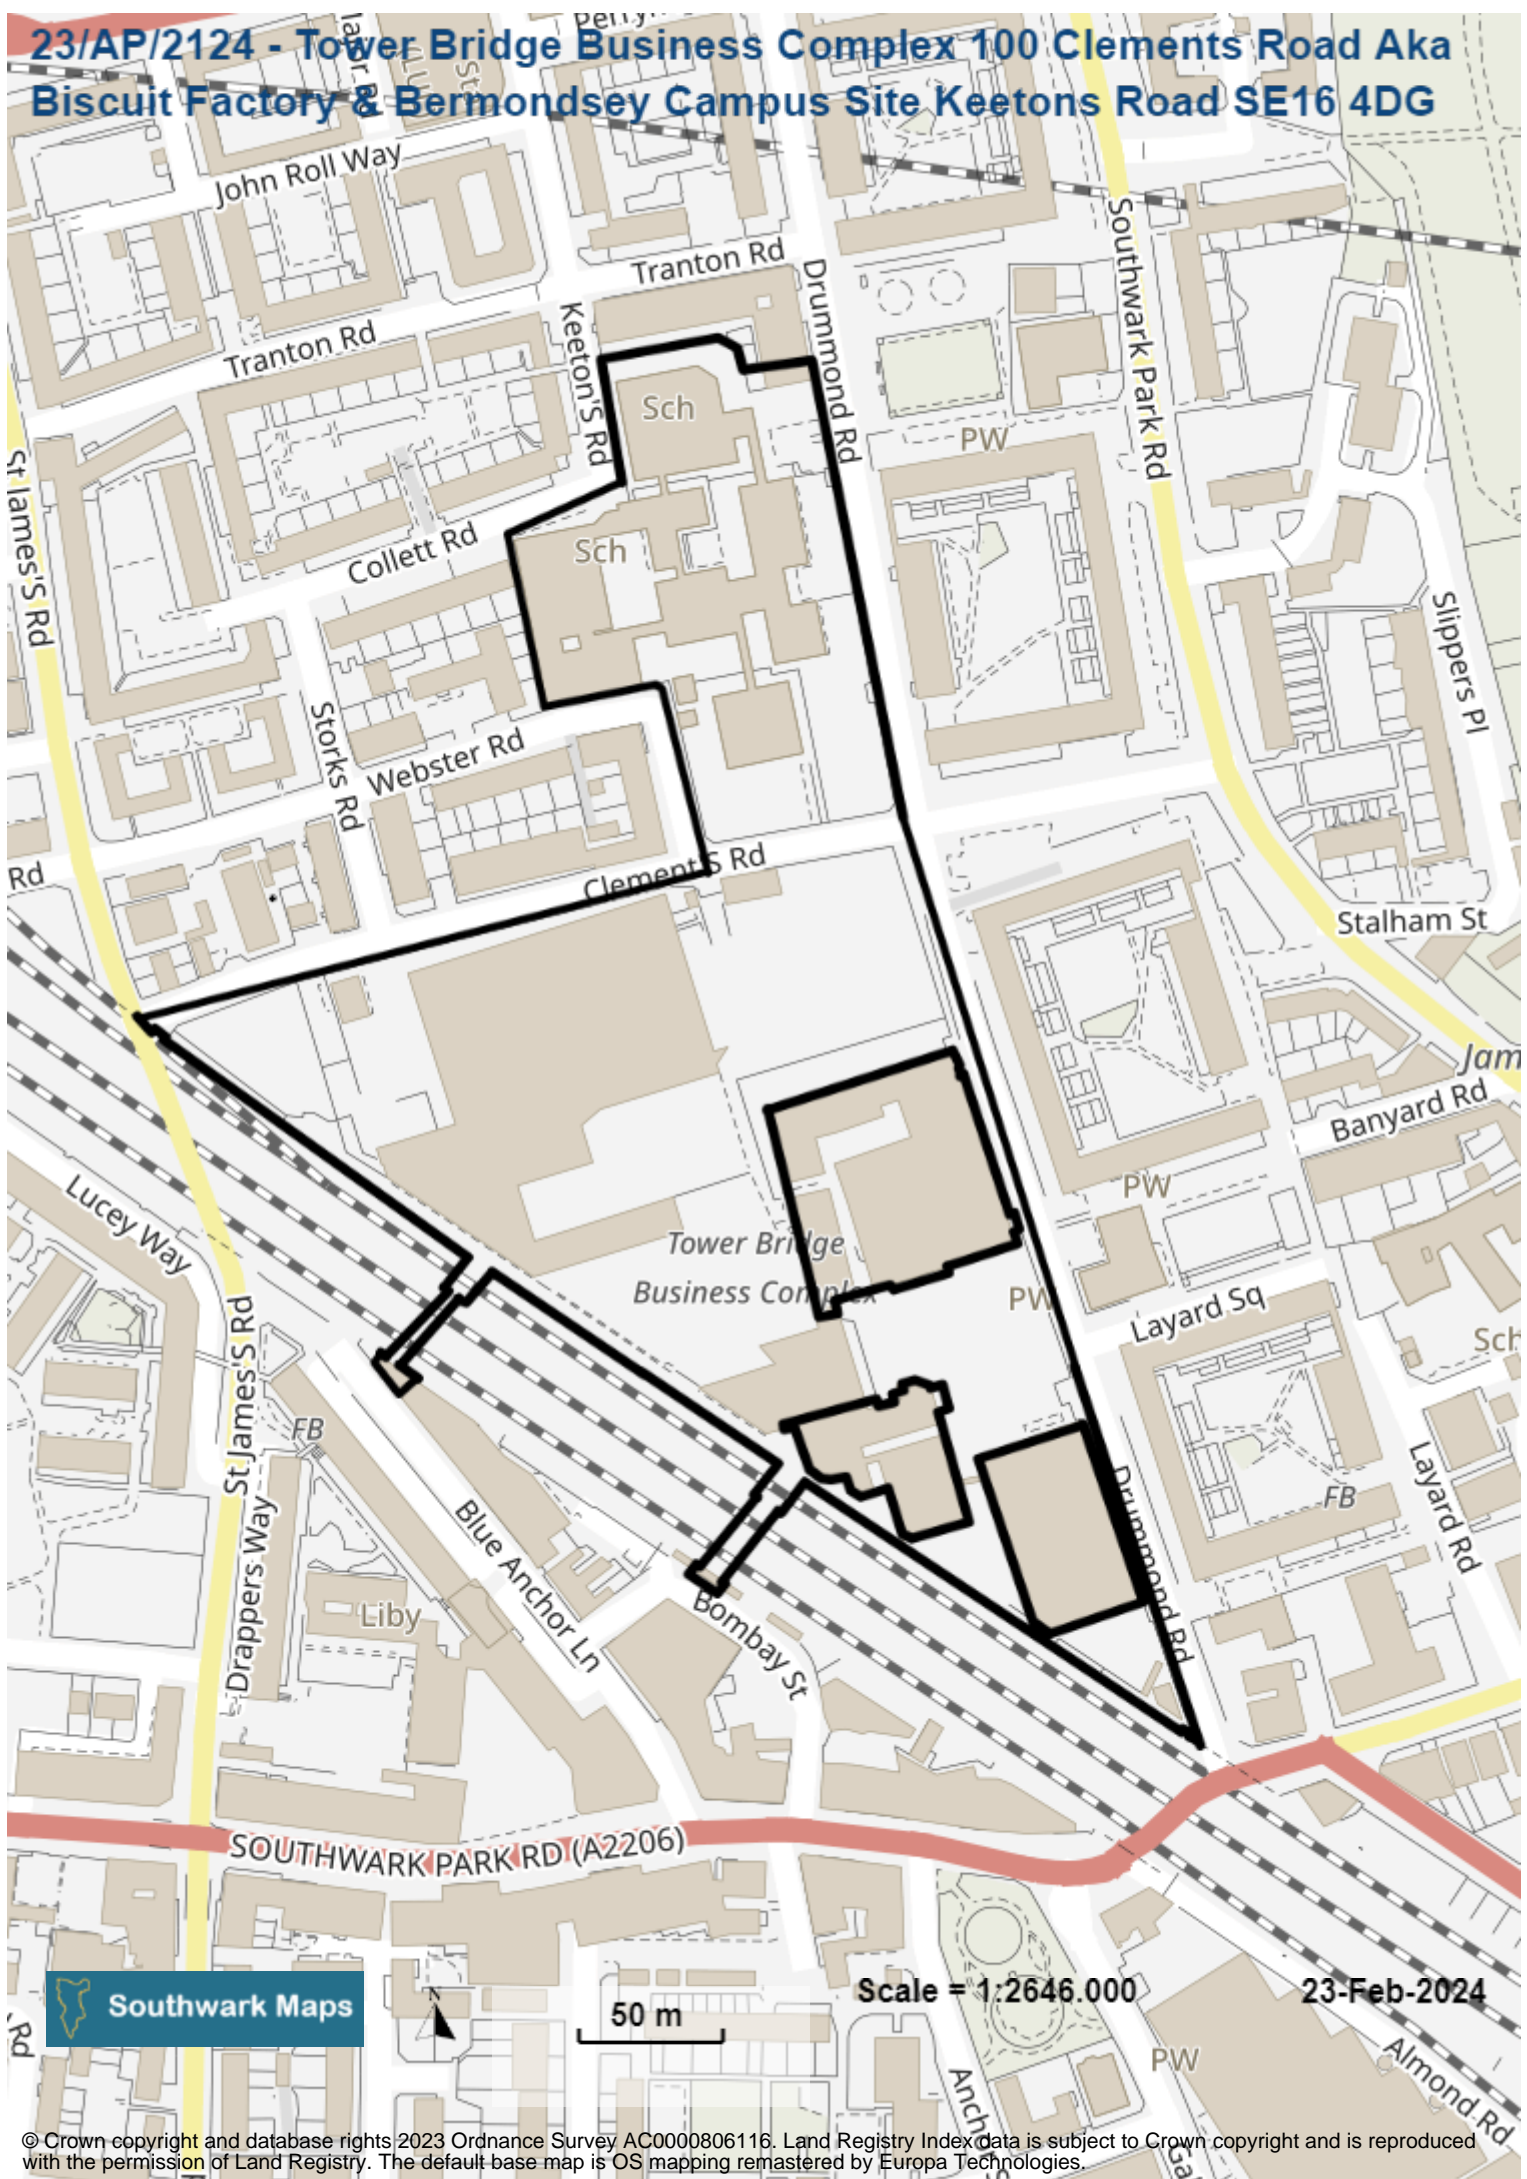 23/AP/2124 - Tower Bridge Business Complex 100 Clements Road Aka
Biscuit Factory & Bermondsey Campus Site Keetons Road SE16 4DG
John Roll Way
Tranton Rd
Drummond Rd
Southwark Park Rd
Keeton'S Rd
Tranton Rd
Sch
PW
St James'S Rd
Collett Rd
Sch
Slippers Pl
Storks Rd
Webster Rd
Clement'S Rd
Rd
Stalham St
Jam
Banyard Rd
PW
Lucey Way
Tower Bridge
Business Complex
PW
Layard Sq
Sch
St James'S Rd
FB
Drummond Rd
FB
Layard Rd
Blue Anchor Ln
Drappers Way
Liby
Bombay St
SOUTHWARK PARK RD (A2206)
Southwark Maps
N
50 m
Scale = 1:2646.000
23-Feb-2024
Rd
PW
Almond Rd
© Crown copyright and database rights 2023 Ordnance Survey AC0000806116. Land Registry Index data is subject to Crown copyright and is reproduced
with the permission of Land Registry. The default base map is OS mapping remastered by Europa Technologies.